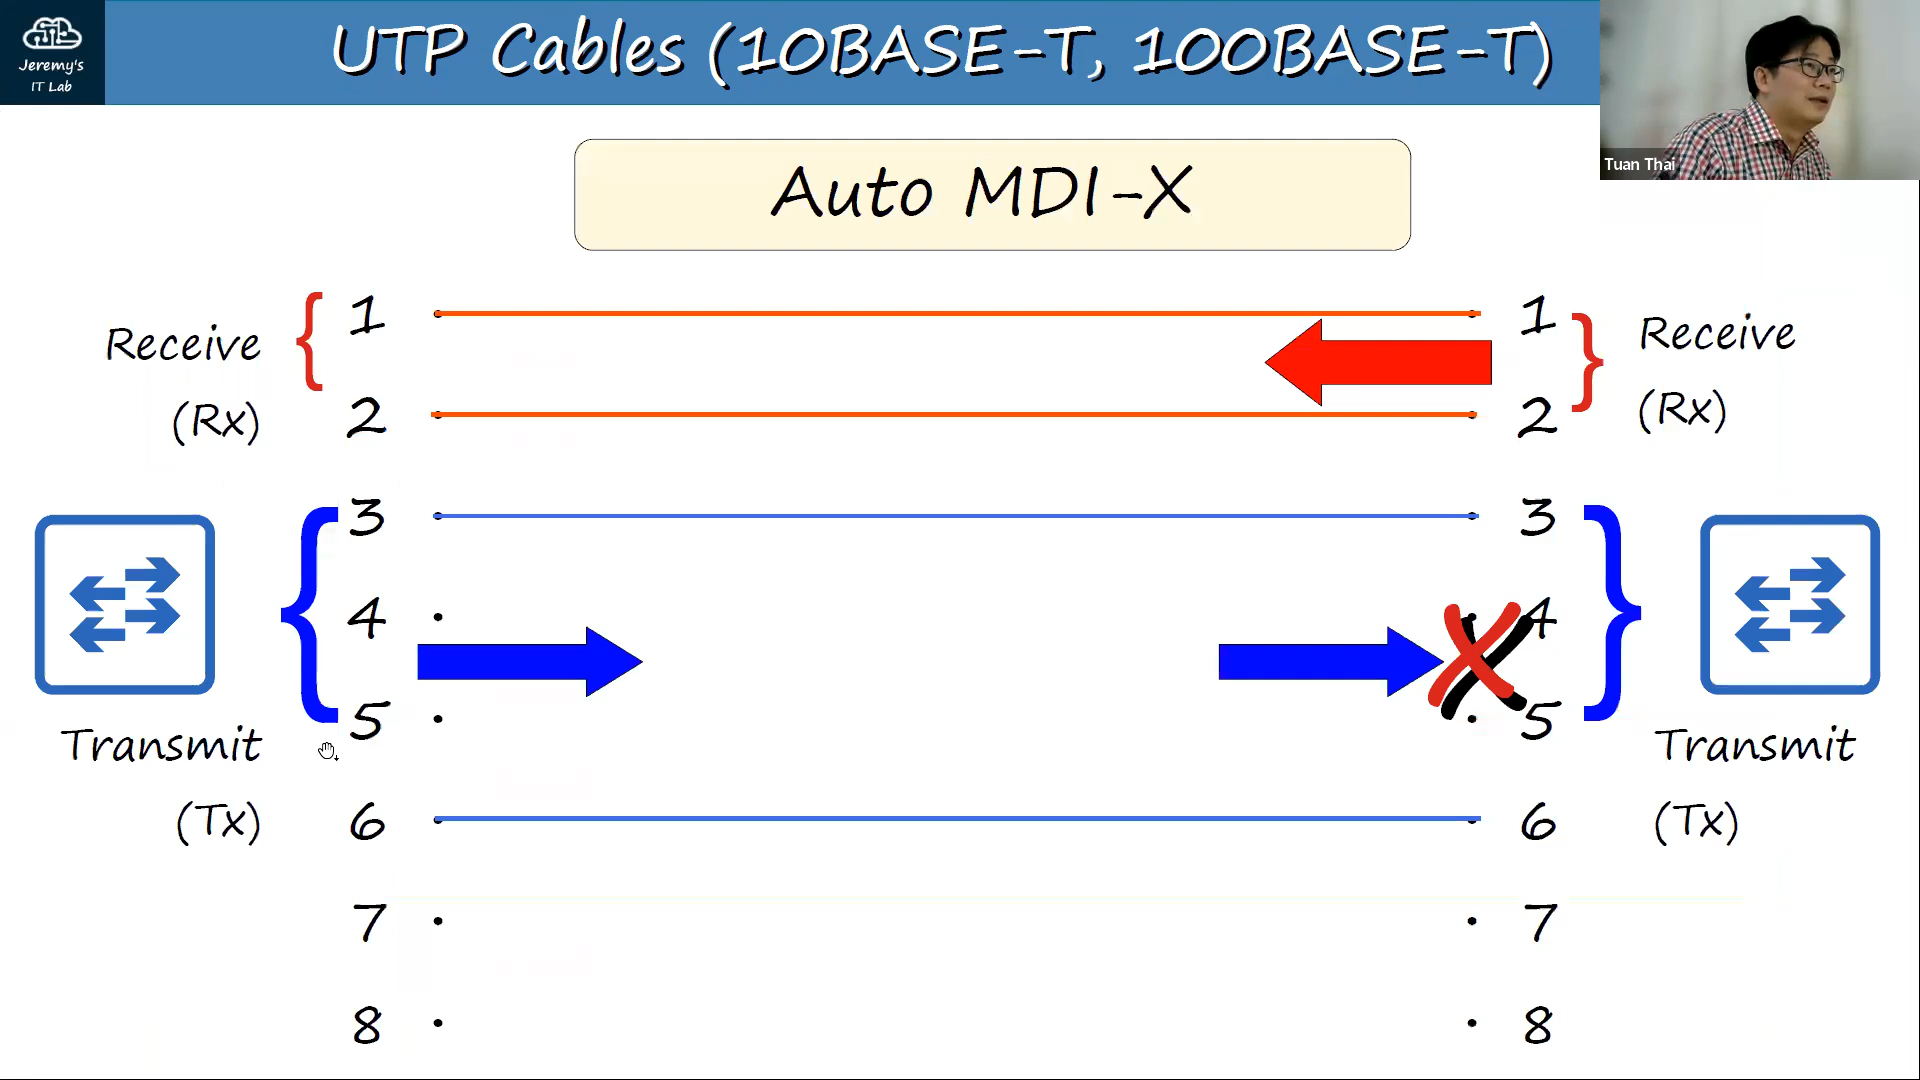 Jeremy's
IT Lab
UTP Cables (10BASE-T, 100BASE-T)
Tuan Thai
Auto MDI-X
Receive
(Rx)
1
2
3
4
5
6
7
8
Transmit
(Tx)
1
2
3
4
5
6
7
8
Receive
(Rx)
Transmit
(Tx)